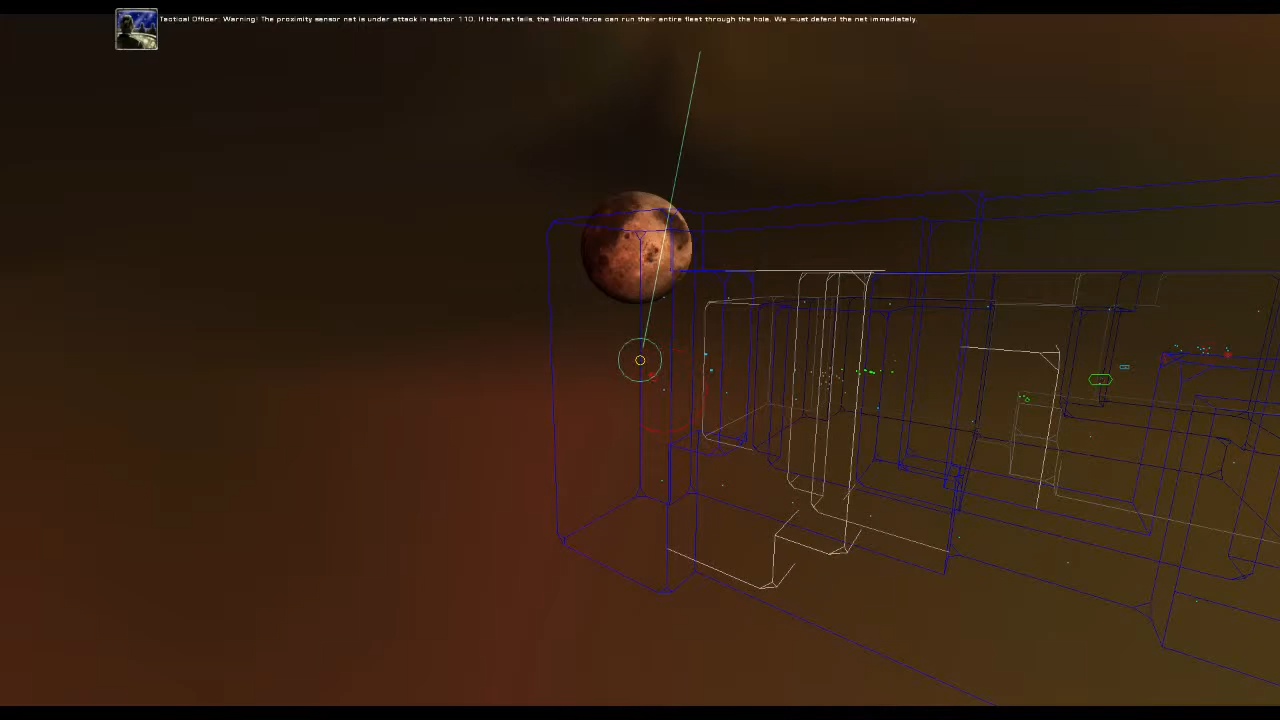 Tactical Officer: Warning! The proximity sensor net is under attack in sector 110. If the net fails, the Taiidan force can run their entire fleet through the hole. We must defend the net immediately.